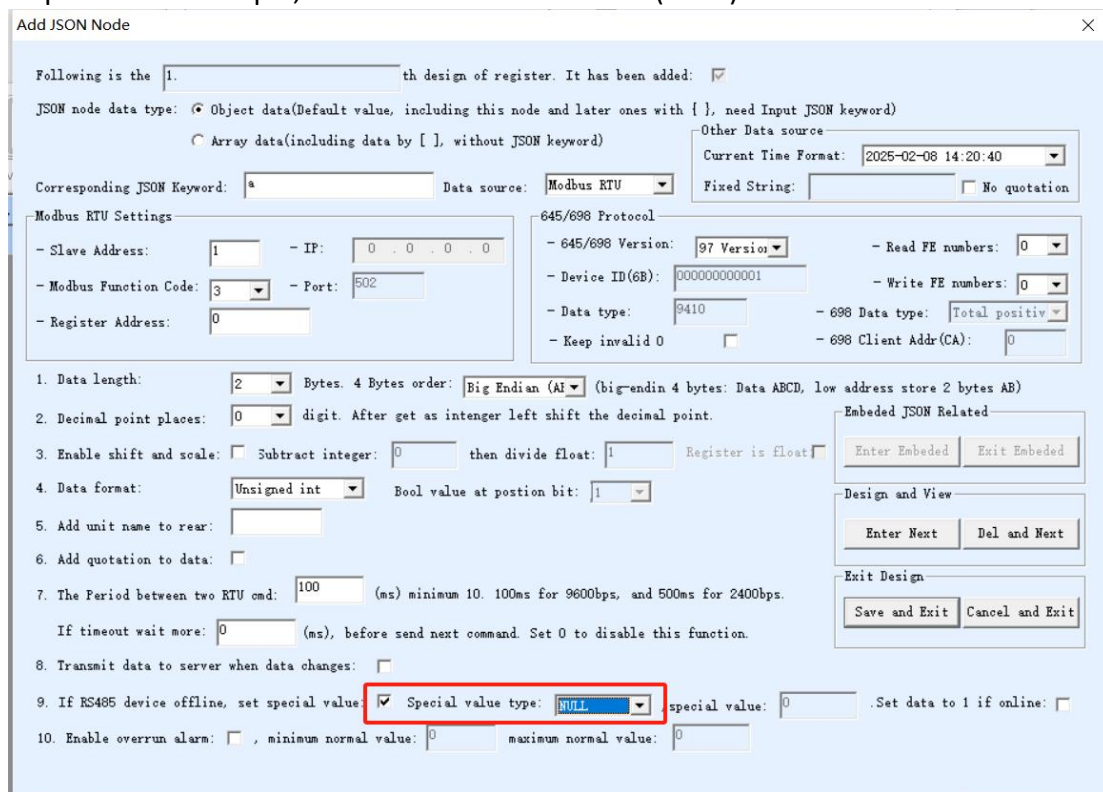 Add JSON Node
Following is the 1. th design of register. It has been added:
JSON node data type: Object data(Default value, including this node and later ones with { }, need Input JSON keyword)
Array data(including data by [ ], without JSON keyword)
Other Data source
Current Time Format: 2025-02-08 14:20:40
Corresponding JSON Keyword: a Data source: Modbus RTU Fixed String: No quotation
Modbus RTU Settings
- Slave Address: 1 - IP: 0 . 0 . 0 . 0
- Modbus Function Code: 3 - Port: 502
- Register Address: 0
645/698 Protocol
- 645/698 Version: 97 Version - Read FE numbers: 0
- Device ID(6B): 000000000001 - Write FE numbers: 0
- Data type: 9410 - 698 Data type: Total positiv
- Keep invalid 0 - 698 Client Addr(CA): 0
1. Data length: 2 Bytes. 4 Bytes order: Big Endian (AI (big-endin 4 bytes: Data ABCD, low address store 2 bytes AB)
2. Decimal point places: 0 digit. After get as intenger left shift the decimal point.
3. Enable shift and scale: Subtract integer: 0 then divide float: 1 Register is float
4. Data format: Unsigned int Bool value at postion bit: 1
5. Add unit name to rear:
6. Add quotation to data:
7. The Period between two RTU cmd: 100 (ms) minimum 10. 100ms for 9600bps, and 500ms for 2400bps.
If timeout wait more: 0 (ms), before send next command. Set 0 to disable this function.
8. Transmit data to server when data changes:
Embeded JSON Related
Enter Embeded Exit Embeded
Design and View
Enter Next Del and Next
Exit Design
Save and Exit Cancel and Exit
9. If RS485 device offline, set special value: Special value type: NULL , special value: 0 .Set data to 1 if online:
10. Enable overrun alarm: , minimum normal value: 0 maximum normal value: 0